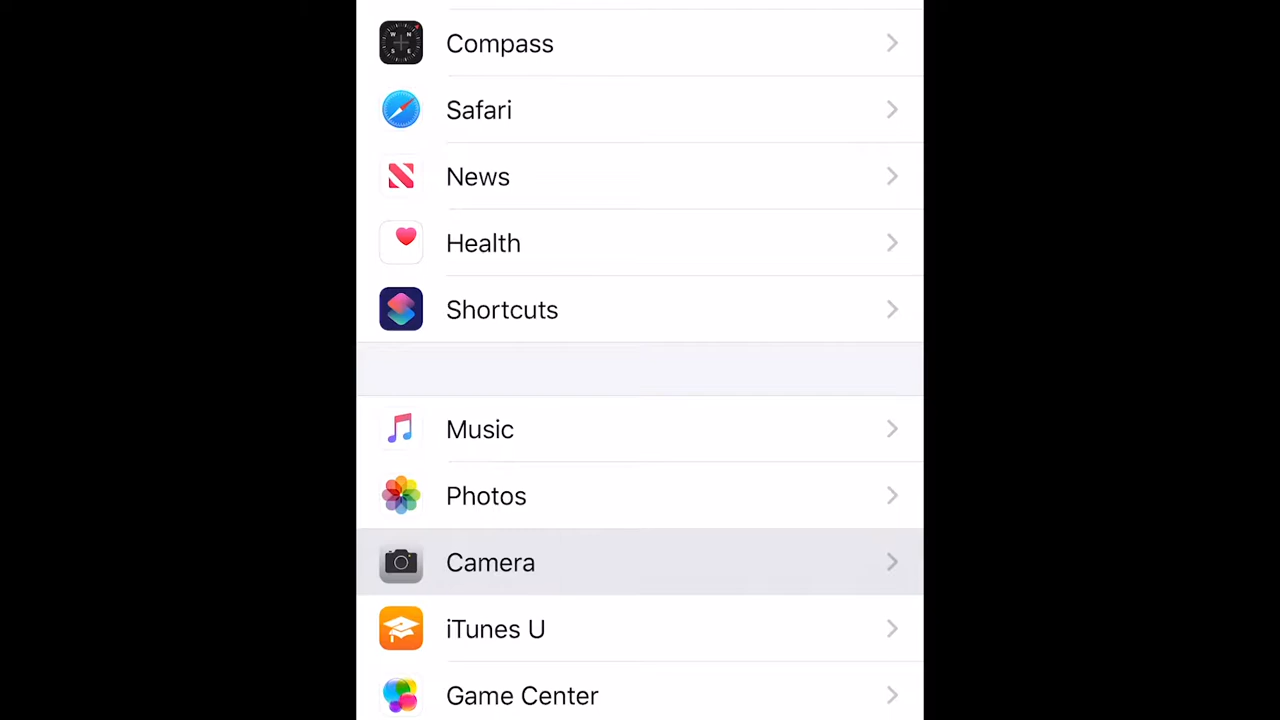 Compass
Safari
News
Health
Shortcuts
Music
Photos
Camera
iTunes U
Game Center